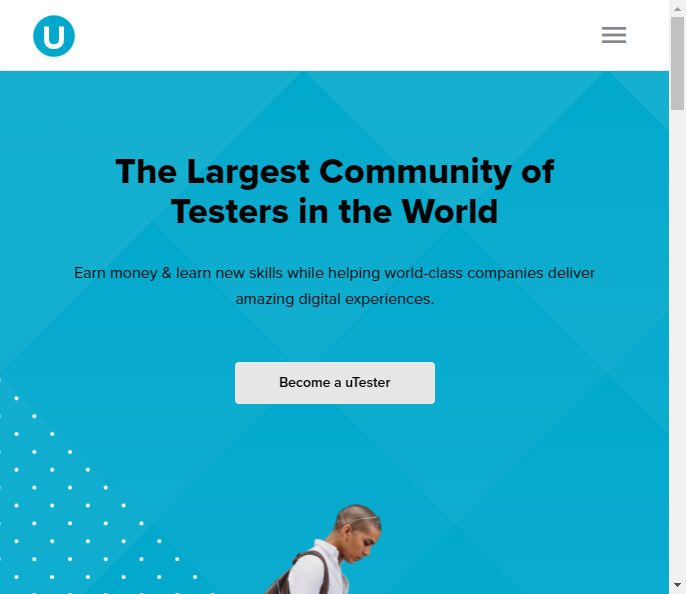 U
The Largest Community of
Testers in the World
Earn money & learn new skills while helping world-class companies deliver
amazing digital experiences.
Become a uTester